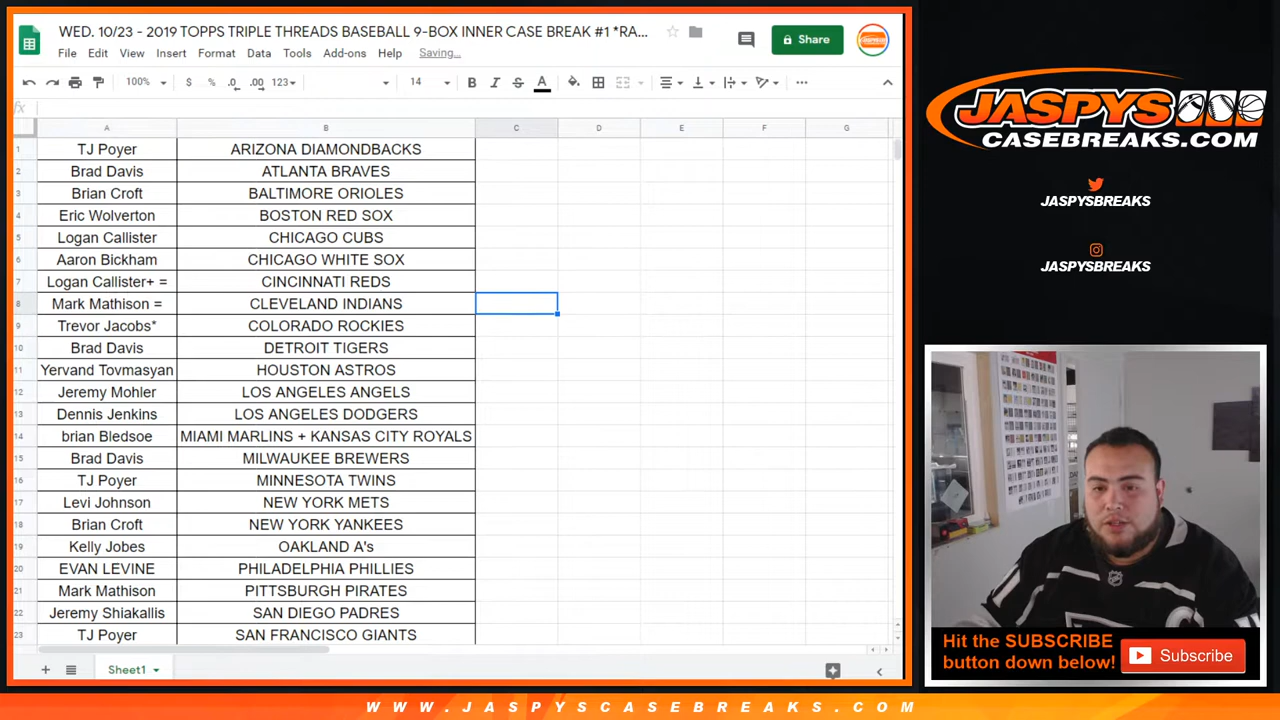 WED. 10/23 - 2019 TOPPS TRIPLE THREADS BASEBALL 9-BOX INNER CASE BREAK #1 *RA...
File Edit View Insert Format Data Tools Add-ons Help Saving...
Share
100% $ % .0 .00 123 14 B I S A
fx
A B C D E F G
1 TJ Poyer ARIZONA DIAMONDBACKS
2 Brad Davis ATLANTA BRAVES
3 Brian Croft BALTIMORE ORIOLES
4 Eric Wolverton BOSTON RED SOX
5 Logan Callister CHICAGO CUBS
6 Aaron Bickham CHICAGO WHITE SOX
7 Logan Callister+ = CINCINNATI REDS
8 Mark Mathison = CLEVELAND INDIANS
9 Trevor Jacobs* COLORADO ROCKIES
10 Brad Davis DETROIT TIGERS
11 Yervand Tovmasyan HOUSTON ASTROS
12 Jeremy Mohler LOS ANGELES ANGELS
13 Dennis Jenkins LOS ANGELES DODGERS
14 brian Bledsoe MIAMI MARLINS + KANSAS CITY ROYALS
15 Brad Davis MILWAUKEE BREWERS
16 TJ Poyer MINNESOTA TWINS
17 Levi Johnson NEW YORK METS
18 Brian Croft NEW YORK YANKEES
19 Kelly Jobes OAKLAND A's
20 EVAN LEVINE PHILADELPHIA PHILLIES
21 Mark Mathison PITTSBURGH PIRATES
22 Jeremy Shiakallis SAN DIEGO PADRES
23 TJ Poyer SAN FRANCISCO GIANTS
Sheet1
JASPYS
CASEBREAKS.COM
JASPYSBREAKS
JASPYSBREAKS
Hit the SUBSCRIBE
button down below!
Subscribe
WWW.JASPYSCASEBREAKS.COM